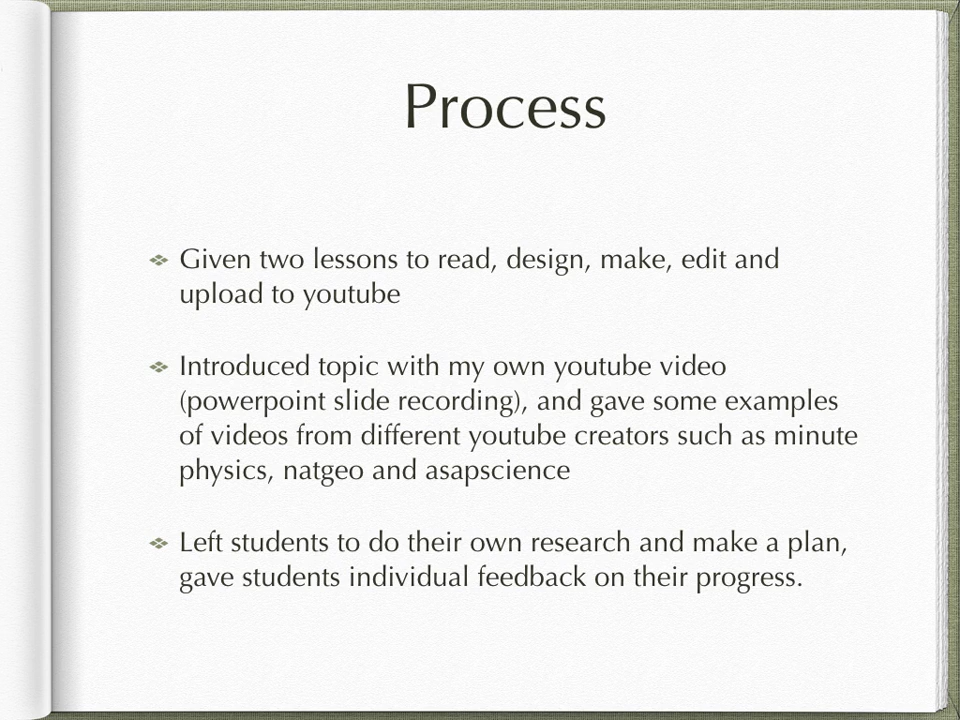 Process
Given two lessons to read, design, make, edit and
upload to youtube
Introduced topic with my own youtube video
(powerpoint slide recording), and gave some examples
of videos from different youtube creators such as minute
physics, natgeo and asapscience
Left students to do their own research and make a plan,
gave students individual feedback on their progress.